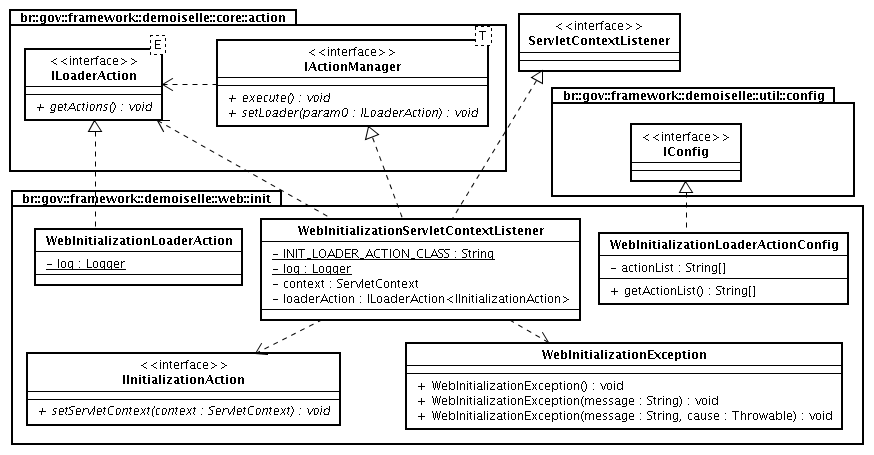 br::gov::framework::demoiselle::core::action
<<interface>>
ILoaderAction
E
+ getActions() : void
<<interface>>
IActionManager
T
+ execute() : void
+ setLoader(param0 : ILoaderAction) : void
<<interface>>
ServletContextListener
br::gov::framework::demoiselle::util::config
<<interface>>
IConfig
br::gov::framework::demoiselle::web::init
WebInitializationLoaderAction
- log : Logger
WebInitializationServletContextListener
- INIT_LOADER_ACTION_CLASS : String
- log : Logger
- context : ServletContext
- loaderAction : ILoaderAction<IInitializationAction>
WebInitializationLoaderActionConfig
- actionList : String[]
+ getActionList() : String[]
<<interface>>
IInitializationAction
+ setServletContext(context : ServletContext) : void
WebInitializationException
+ WebInitializationException() : void
+ WebInitializationException(message : String) : void
+ WebInitializationException(message : String, cause : Throwable) : void